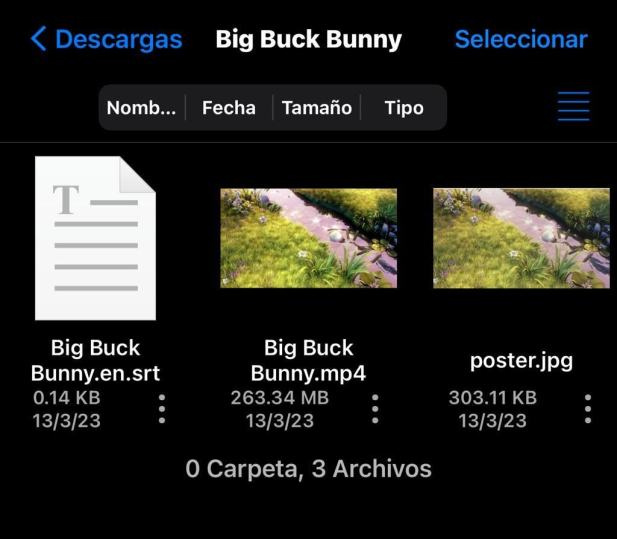 Descargas Big Buck Bunny Seleccionar
Nomb... Fecha Tamaño Tipo
T
Big Buck
Bunny.en.srt
0.14 KB
13/3/23
Big Buck
Bunny.mp4
263.34 MB
13/3/23
poster.jpg
303.11 KB
13/3/23
0 Carpeta, 3 Archivos